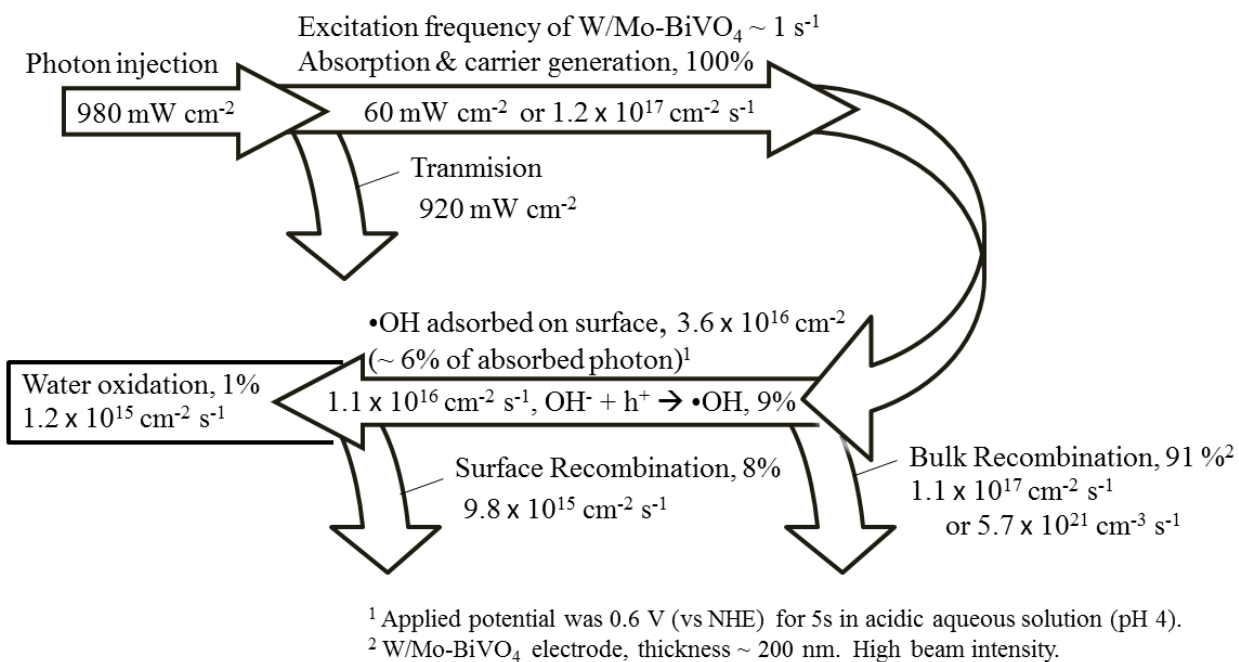 Excitation frequency of W/Mo-BiVO₄ ~ 1 s⁻¹
Photon injection
Absorption & carrier generation, 100%
980 mW cm⁻²
60 mW cm⁻² or 1.2 x 10¹⁷ cm⁻² s⁻¹
Tranmision
920 mW cm⁻²
•OH adsorbed on surface, 3.6 x 10¹⁶ cm⁻²
(~ 6% of absorbed photon)¹
Water oxidation, 1%
1.2 x 10¹⁵ cm⁻² s⁻¹
1.1 x 10¹⁶ cm⁻² s⁻¹, OH⁻ + h⁺ → •OH, 9%
Surface Recombination, 8%
9.8 x 10¹⁵ cm⁻² s⁻¹
Bulk Recombination, 91 %²
1.1 x 10¹⁷ cm⁻² s⁻¹
or 5.7 x 10²¹ cm⁻³ s⁻¹
¹ Applied potential was 0.6 V (vs NHE) for 5s in acidic aqueous solution (pH 4).
² W/Mo-BiVO₄ electrode, thickness ~ 200 nm. High beam intensity.